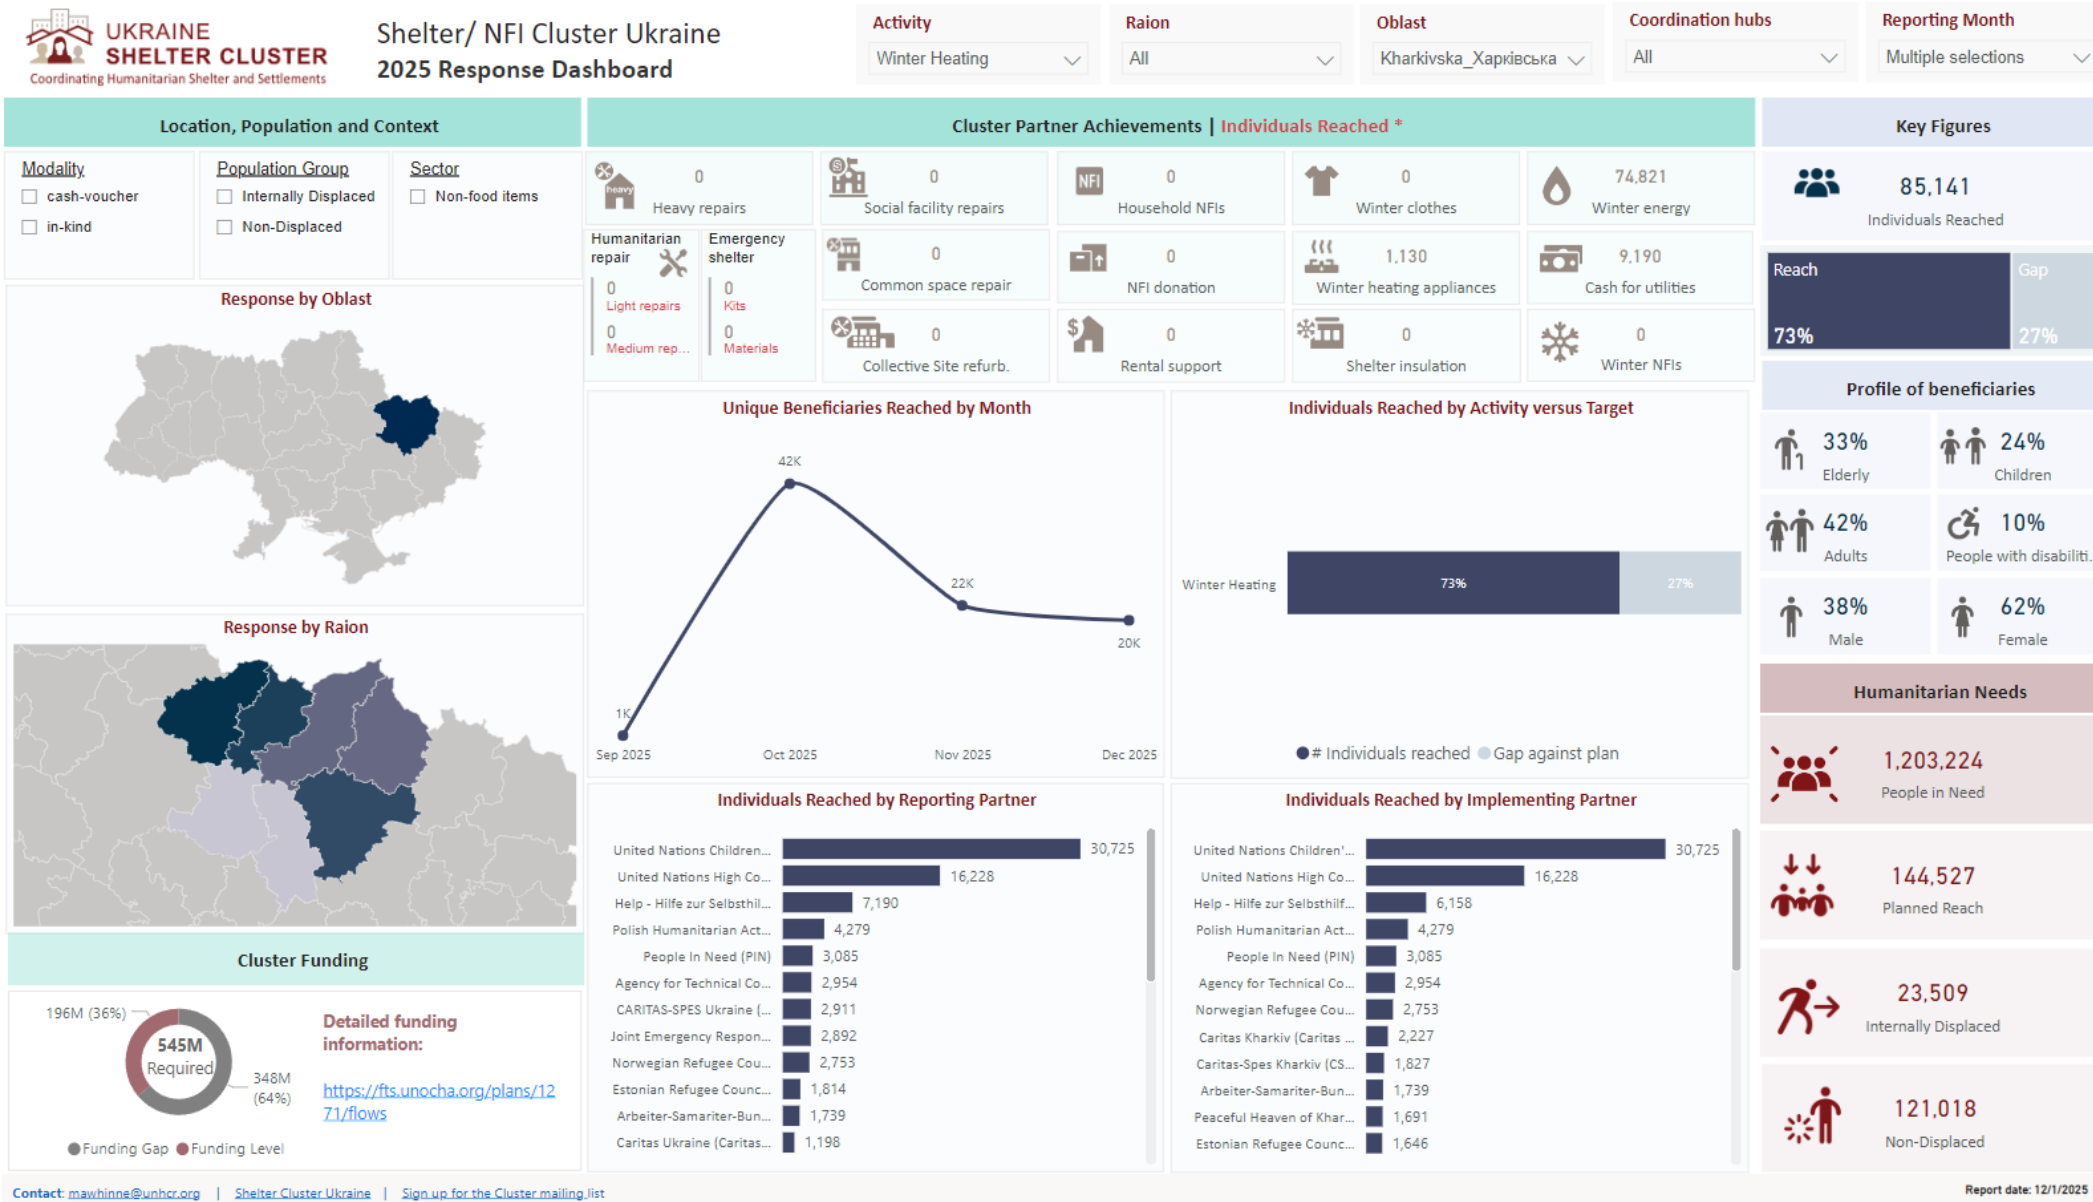 UKRAINE
SHELTER CLUSTER
Coordinating Humanitarian Shelter and Settlements
Shelter/ NFI Cluster Ukraine
2025 Response Dashboard
Activity
Winter Heating
Raion
All
Oblast
Kharkivska_Харківська
Coordination hubs
All
Reporting Month
Multiple selections
Location, Population and Context
Modality
cash-voucher
in-kind
Population Group
Internally Displaced
Non-Displaced
Sector
Non-food items
Response by Oblast
Response by Raion
Cluster Funding
196M (36%)
545M
Required
348M
(64%)
Funding Gap
Funding Level
Detailed funding
information:
https://fts.unocha.org/plans/12
71/flows
Cluster Partner Achievements | Individuals Reached *
heavy
0
Heavy repairs
S
0
Social facility repairs
NFI
0
Household NFIs
0
Winter clothes
74,821
Winter energy
Humanitarian
repair
0
Light repairs
0
Medium rep...
Emergency
shelter
0
Kits
0
Materials
0
Common space repair
0
NFI donation
1,130
Winter heating appliances
9,190
Cash for utilities
0
Collective Site refurb.
$
0
Rental support
0
Shelter insulation
0
Winter NFIs
Unique Beneficiaries Reached by Month
42K
22K
20K
1K
Sep 2025
Oct 2025
Nov 2025
Dec 2025
Individuals Reached by Activity versus Target
Winter Heating
73%
27%
# Individuals reached
Gap against plan
Individuals Reached by Reporting Partner
United Nations Children... 30,725
United Nations High Co... 16,228
Help - Hilfe zur Selbsthil... 7,190
Polish Humanitarian Act... 4,279
People In Need (PIN) 3,085
Agency for Technical Co... 2,954
CARITAS-SPES Ukraine (... 2,911
Joint Emergency Respon... 2,892
Norwegian Refugee Cou... 2,753
Estonian Refugee Counc... 1,814
Arbeiter-Samariter-Bun... 1,739
Caritas Ukraine (Caritas... 1,198
Individuals Reached by Implementing Partner
United Nations Children'... 30,725
United Nations High Co... 16,228
Help - Hilfe zur Selbsthilf... 6,158
Polish Humanitarian Act... 4,279
People In Need (PIN) 3,085
Agency for Technical Co... 2,954
Norwegian Refugee Cou... 2,753
Caritas Kharkiv (Caritas ... 2,227
Caritas-Spes Kharkiv (CS... 1,827
Arbeiter-Samariter-Bun... 1,739
Peaceful Heaven of Khar... 1,691
Estonian Refugee Counc... 1,646
Key Figures
85,141
Individuals Reached
Reach
73%
Gap
27%
Profile of beneficiaries
33%
Elderly
24%
Children
42%
Adults
10%
People with disabiliti...
38%
Male
62%
Female
Humanitarian Needs
1,203,224
People in Need
144,527
Planned Reach
23,509
Internally Displaced
121,018
Non-Displaced
Contact: mawhinne@unhcr.org | Shelter Cluster Ukraine | Sign up for the Cluster mailing list
Report date: 12/1/2025